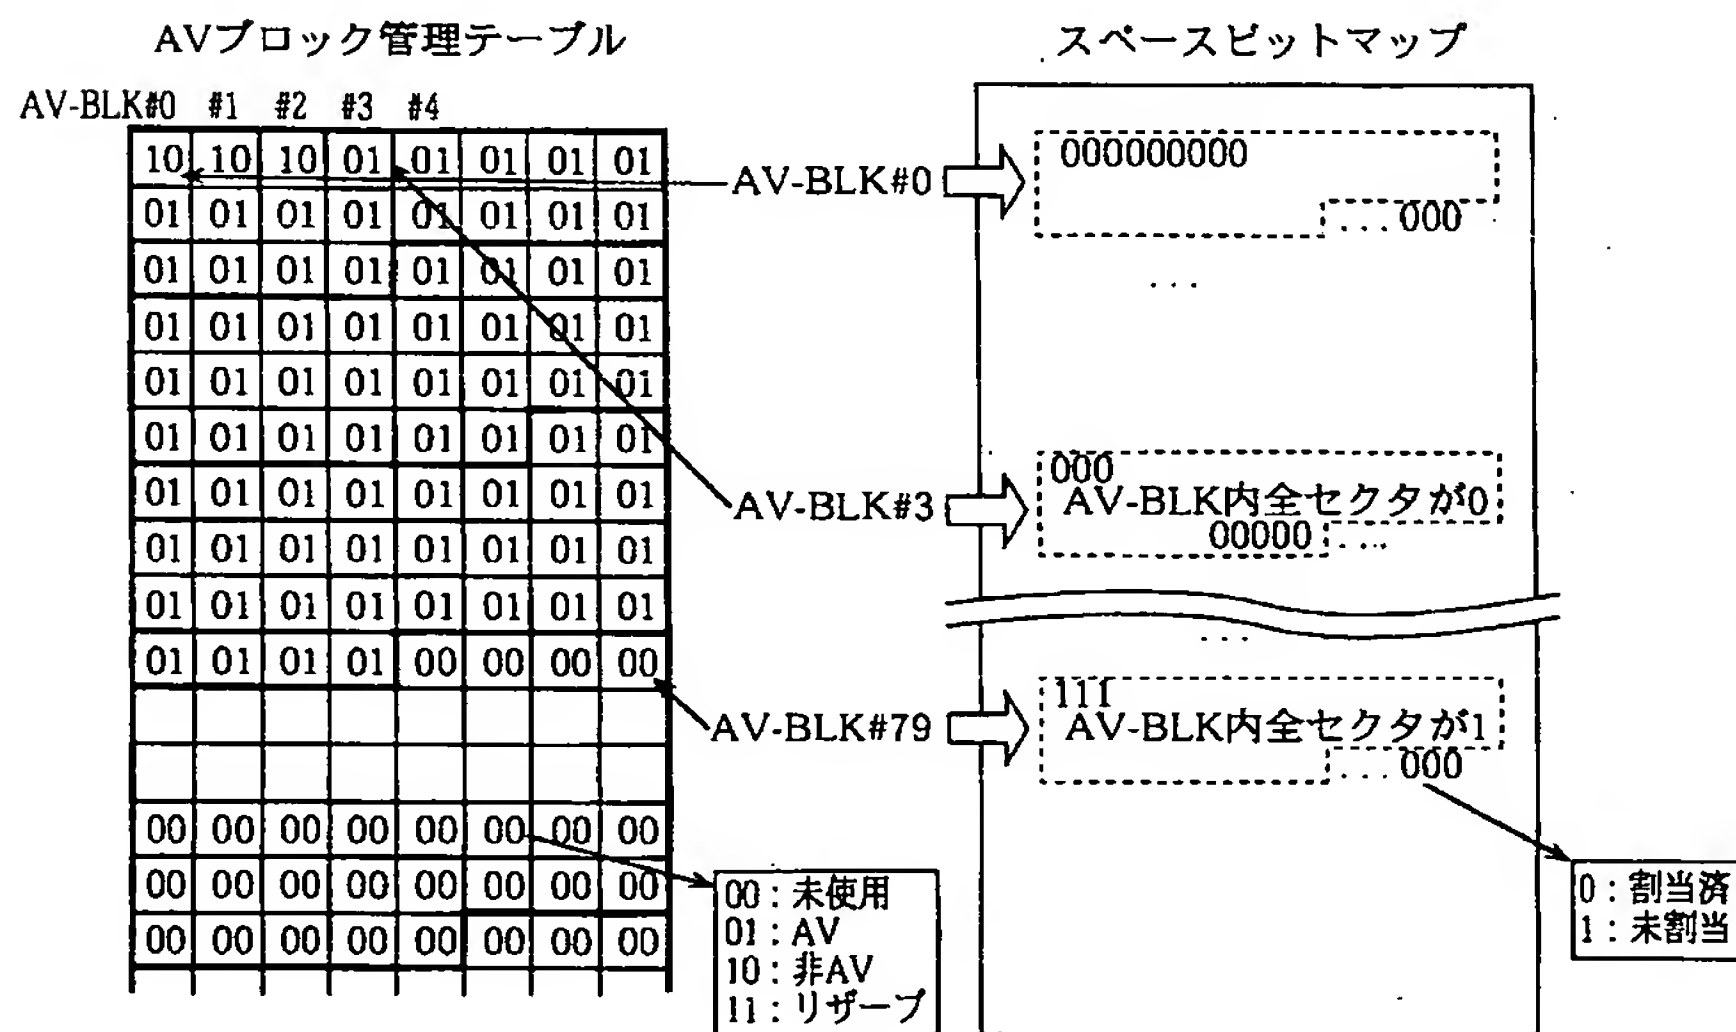 AVブロック管理テーブル
AV-BLK#0 #1 #2 #3 #4
10 10 10 01 01 01 01 01
01 01 01 01 01 01 01 01
01 01 01 01 01 01 01 01
01 01 01 01 01 01 01 01
01 01 01 01 01 01 01 01
01 01 01 01 01 01 01 01
01 01 01 01 01 01 01 01
01 01 01 01 01 01 01 01
01 01 01 01 01 01 01 01
01 01 01 01 00 00 00 00
00 00 00 00 00 00 00 00
00 00 00 00 00 00 00 00
00 00 00 00 00 00 00 00
00：未使用
01：AV
10：非AV
11：リザーブ
スペースビットマップ
AV-BLK#0
000000000
...000
...
AV-BLK#3
000
AV-BLK内全セクタが0
00000...
...
AV-BLK#79
111
AV-BLK内全セクタが1
...000
0：割当済
1：未割当